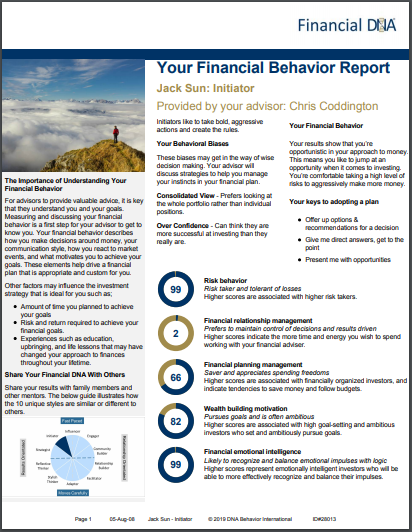 Financial DNA
Your Financial Behavior Report
Jack Sun: Initiator
Provided by your advisor: Chris Coddington
The Importance of Understanding Your
Financial Behavior
For advisors to provide valuable advice, it is key
that they understand you and your goals.
Measuring and discussing your financial
behavior is a first step for your advisor to get to
know you. Your financial behavior describes
how you make decisions around money, your
communication style, how you react to market
events, and what motivates you to achieve your
goals. These elements help drive a financial
plan that is appropriate and custom for you.
Other factors may influence the investment
strategy that is ideal for you such as;
• Amount of time you planned to achieve
your goals
• Risk and return required to achieve your
financial goals.
• Experiences such as education,
upbringing, and life lessons that may have
changed your approach to finances
throughout your lifetime.
Share Your Financial DNA With Others
Share your results with family members and
other mentors. The below guide illustrates how
the 10 unique styles are similar or different to
others.
Fast Paced
Influencer
Initiator
Engager
Strategist
Community
Builder
Reflective
Thinker
Relationship
Builder
Stylish
Thinker
Facilitator
Adapter
Results Oriented
Relationship Oriented
Moves Carefully
Initiators like to take bold, aggressive
actions and create the rules.
Your Behavioral Biases
These biases may get in the way of wise
decision making. Your advisor will
discuss strategies to help you manage
your instincts in your financial plan.
Consolidated View - Prefers looking at
the whole portfolio rather than individual
positions.
Over Confidence - Can think they are
more successful at investing than they
really are.
Your Financial Behavior
Your results show that you're
opportunistic in your approach to money.
This means you like to jump at an
opportunity when it comes to investing.
You're comfortable taking a high level of
risks to aggressively make more money.
Your keys to adopting a plan
• Offer up options &
recommendations for a decision
• Give me direct answers, get to the
point
• Present me with opportunities
99
Risk behavior
Risk taker and tolerant of losses
Higher scores are associated with higher risk takers.
2
Financial relationship management
Prefers to maintain control of decisions and results driven
Higher scores indicate the more time and energy you wish to spend
working with your financial adviser.
66
Financial planning management
Saver and appreciates spending freedoms
Higher scores are associated with financially organized investors, and
indicate tendencies to save money and follow budgets.
82
Wealth building motivation
Pursues goals and is often ambitious
Higher scores are associated with high goal-setting and ambitious
investors who set and ambitiously pursue goals.
99
Financial emotional intelligence
Likely to recognize and balance emotional impulses with logic
Higher scores represent emotionally intelligent investors who will be
able to more effectively recognize and balance their impulses.
Page 1 05-Aug-06 Jack Sun - Initiator © 2019 DNA Behavior International ID#28013